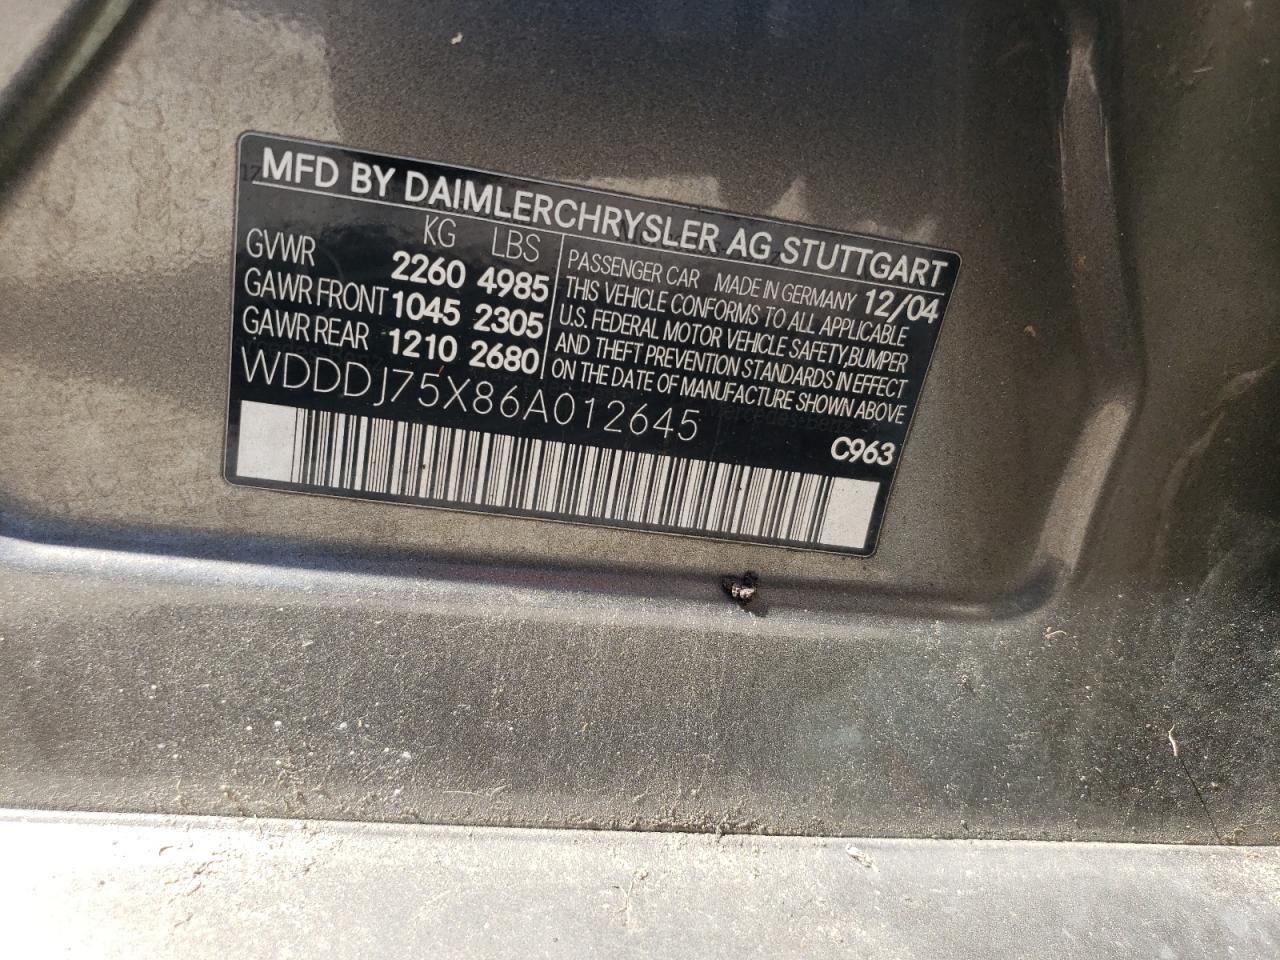 MFD BY DAIMLERCHRYSLER AG STUTTGART
KG LBS
GVWR 2260 4985
GAWR FRONT 1045 2305
GAWR REAR 1210 2680
PASSENGER CAR MADE IN GERMANY 12/04
THIS VEHICLE CONFORMS TO ALL APPLICABLE
U.S. FEDERAL MOTOR VEHICLE SAFETY,BUMPER
AND THEFT PREVENTION STANDARDS IN EFFECT
ON THE DATE OF MANUFACTURE SHOWN ABOVE
WDDDJ75X86A012645
C963